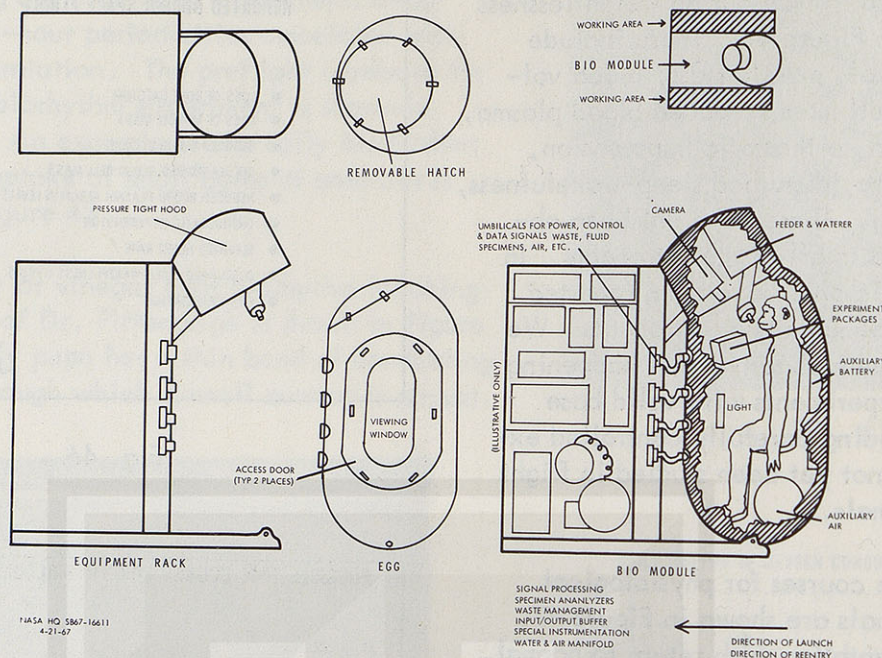 WORKING AREA
BIO MODULE
WORKING AREA
REMOVABLE HATCH
PRESSURE TIGHT HOOD
UMBILICALS FOR POWER, CONTROL
& DATA SIGNALS WASTE, FLUID
SPECIMENS, AIR, ETC.
CAMERA
FEEDER & WATERER
EXPERIMENT
PACKAGES
AUXILIARY
BATTERY
(ILLUSTRATIVE ONLY)
LIGHT
VIEWING
WINDOW
ACCESS DOOR
(TYP 2 PLACES)
AUXILIARY
AIR
EQUIPMENT RACK
EGG
BIO MODULE
NASA HQ SB67-16611
4-21-67
SIGNAL PROCESSING
SPECIMEN ANANLYZERS
WASTE MANAGEMENT
INPUT/OUTPUT BUFFER
SPECIAL INSTRUMENTATION
WATER & AIR MANIFOLD
DIRECTION OF LAUNCH
DIRECTION OF REENTRY